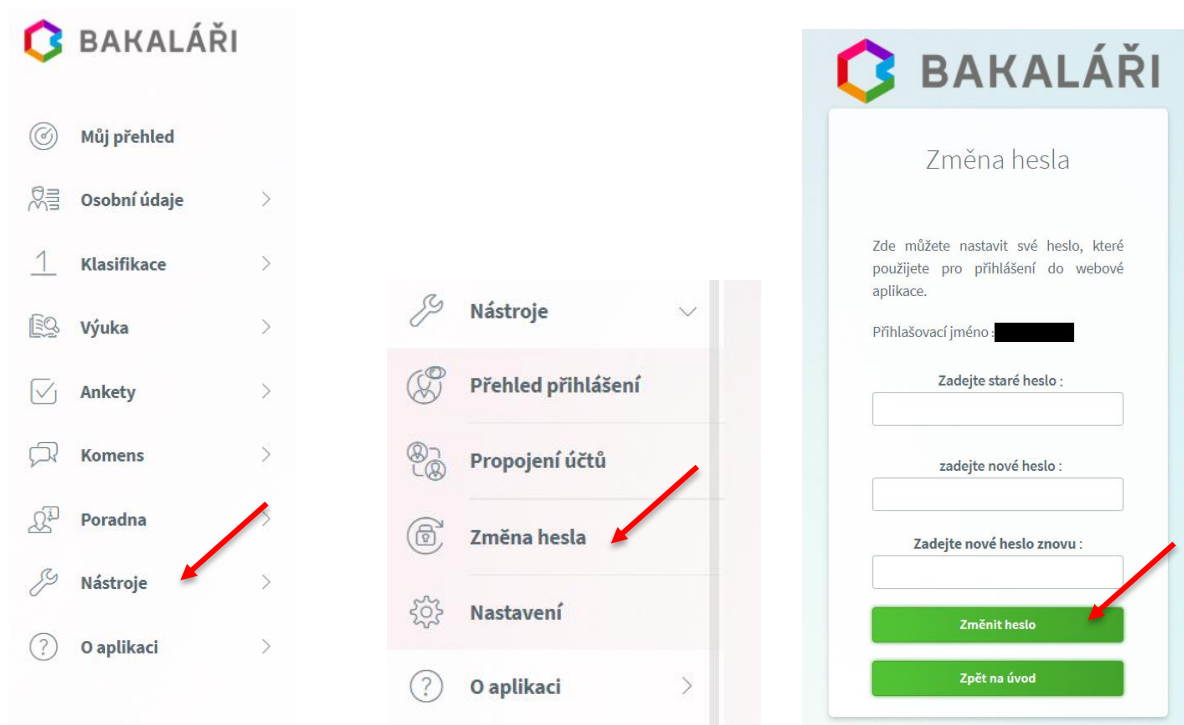 BAKALÁŘI
Můj přehled
Osobní údaje
1 Klasifikace
Výuka
Ankety
Komens
Poradna
Nástroje
? O aplikaci
Nástroje
Přehled přihlášení
Propojení účtů
Změna hesla
Nastavení
? O aplikaci
BAKALÁŘI
Změna hesla
Zde můžete nastavit své heslo, které
použijete pro přihlášení do webové
aplikace.
Přihlašovací jméno :
Zadejte staré heslo :
zadejte nové heslo :
Zadejte nové heslo znovu :
Změnit heslo
Zpět na úvod